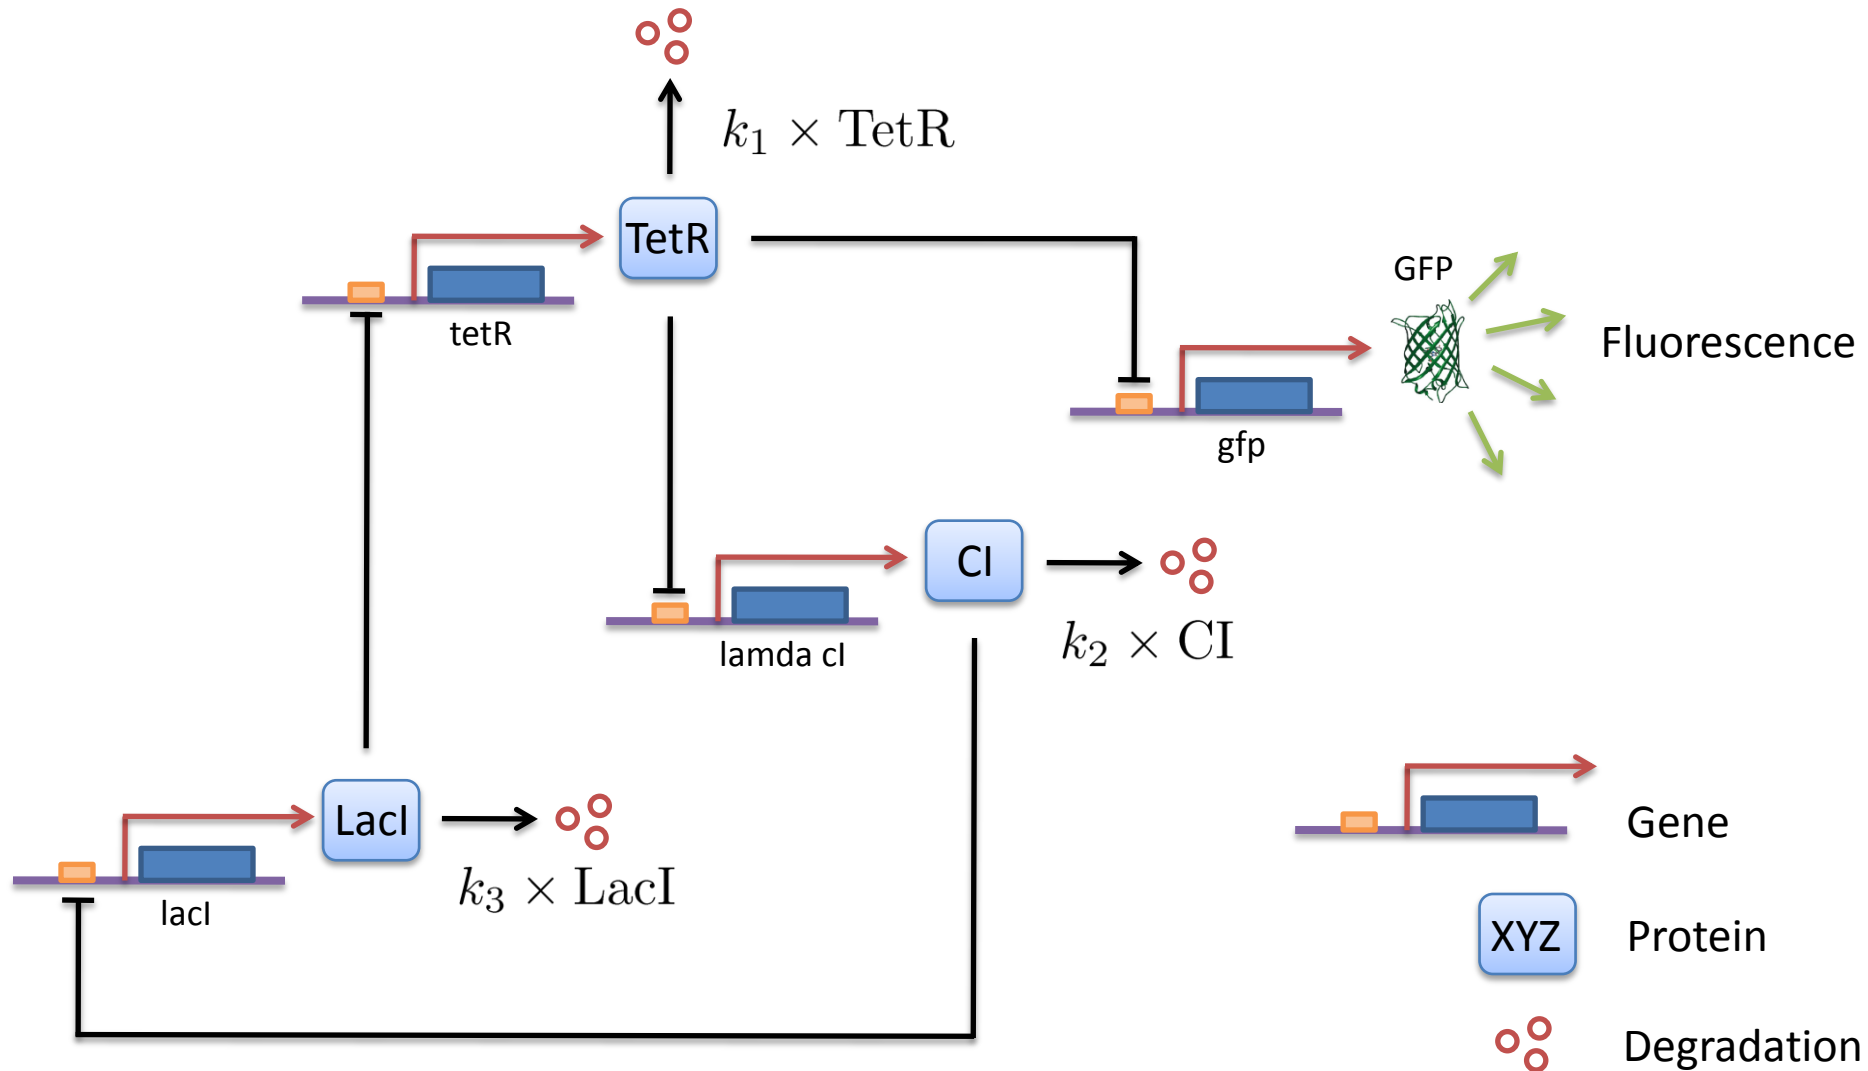 k₁ × TetR
TetR
tetR
GFP
Fluorescence
gfp
CI
lamda cI
k₂ × CI
LacI
lacI
k₃ × LacI
Gene
XYZ
Protein
Degradation